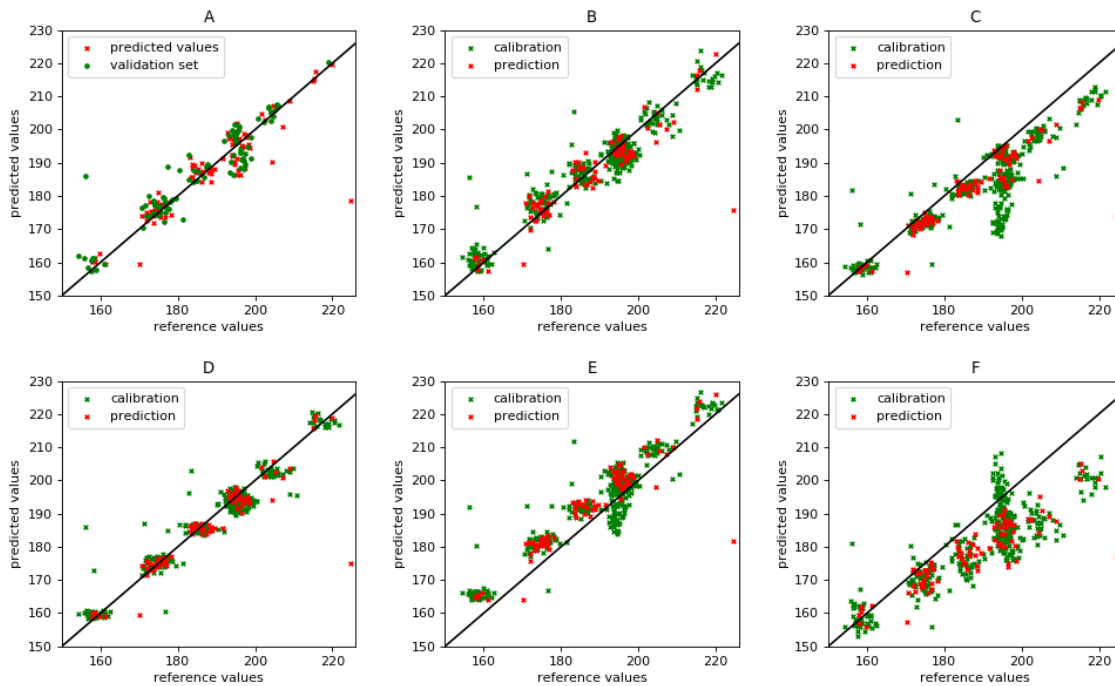 A
230
220
210
200
190
180
170
160
150
160
180
200
220
predicted values
reference values
predicted values
validation set
B
230
220
210
200
190
180
170
160
150
160
180
200
220
predicted values
reference values
calibration
prediction
C
230
220
210
200
190
180
170
160
150
160
180
200
220
predicted values
reference values
calibration
prediction
D
230
220
210
200
190
180
170
160
150
160
180
200
220
predicted values
reference values
calibration
prediction
E
230
220
210
200
190
180
170
160
150
160
180
200
220
predicted values
reference values
calibration
prediction
F
230
220
210
200
190
180
170
160
150
160
180
200
220
predicted values
reference values
calibration
prediction